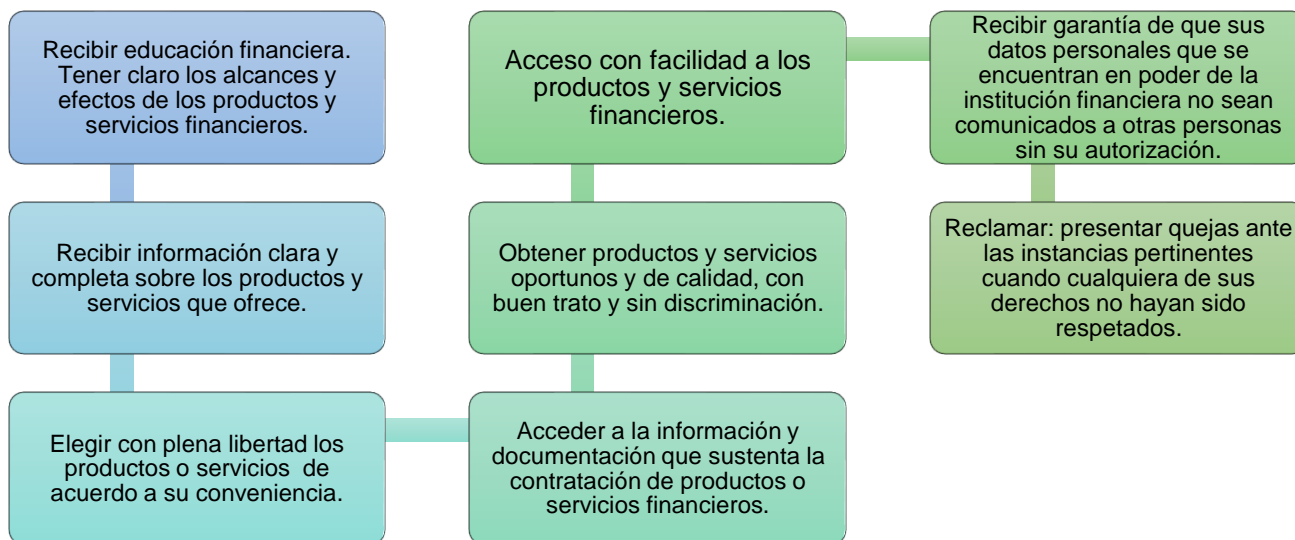 Recibir educación financiera.
Tener claro los alcances y
efectos de los productos y
servicios financieros.
Recibir información clara y
completa sobre los productos y
servicios que ofrece.
Elegir con plena libertad los
productos o servicios de
acuerdo a su conveniencia.
Acceder a la información y
documentación que sustenta la
contratación de productos o
servicios financieros.
Obtener productos y servicios
oportunos y de calidad, con
buen trato y sin discriminación.
Acceso con facilidad a los
productos y servicios
financieros.
Recibir garantía de que sus
datos personales que se
encuentran en poder de la
institución financiera no sean
comunicados a otras personas
sin su autorización.
Reclamar: presentar quejas ante
las instancias pertinentes
cuando cualquiera de sus
derechos no hayan sido
respetados.